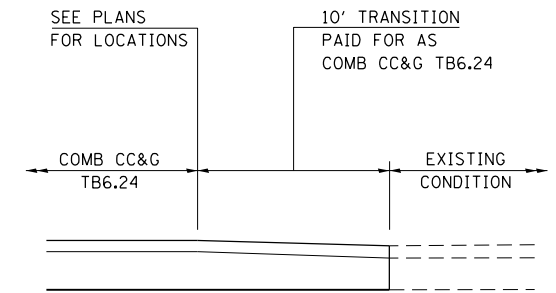 SEE PLANS
FOR LOCATIONS
10' TRANSITION
PAID FOR AS
COMB CC&G TB6.24
COMB CC&G
TB6.24
EXISTING
CONDITION